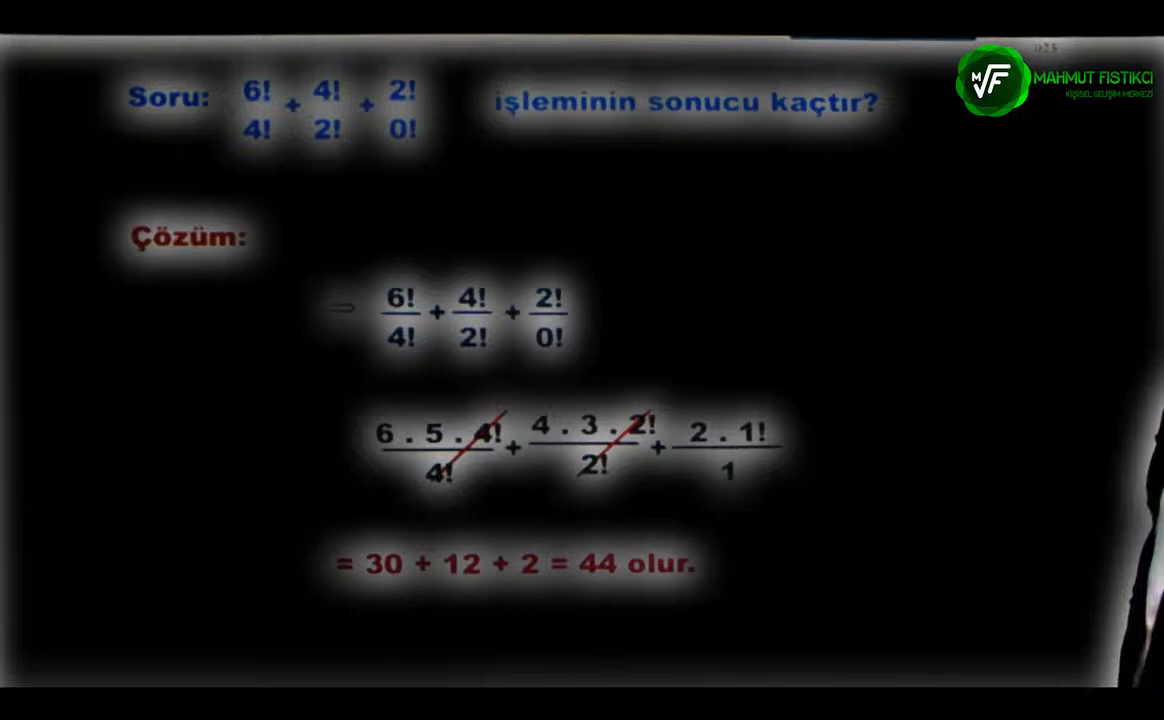 023
MAHMUT FISTIKCI
KİŞİSEL GELİŞİM MERKEZİ
Soru: 6!/4! + 4!/2! + 2!/0! işleminin sonucu kaçtır?
Çözüm:
⇒ 6!/4! + 4!/2! + 2!/0!
6 . 5 . 4!/4! + 4 . 3 . 2!/2! + 2 . 1!/1
= 30 + 12 + 2 = 44 olur.